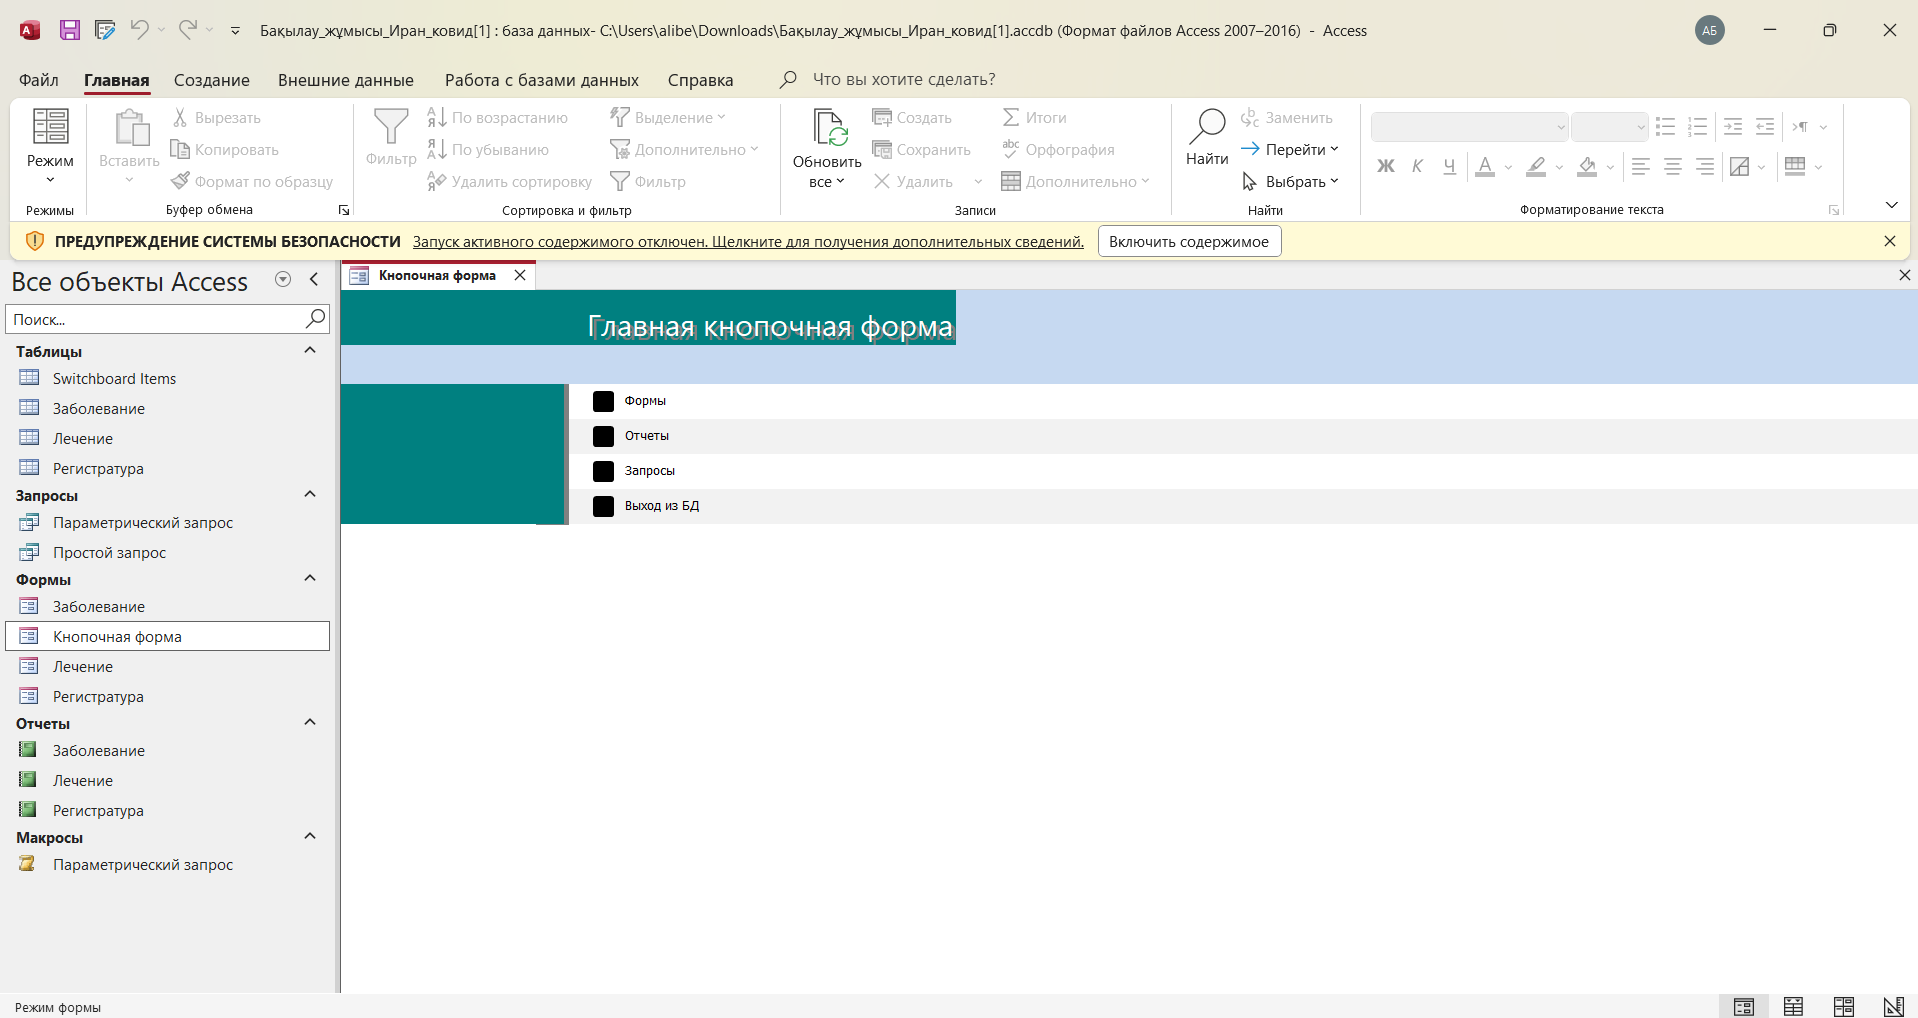 Бақылау_жұмысы_Иран_ковид[1] : база данных- C:\Users\alibe\Downloads\Бақылау_жұмысы_Иран_ковид[1].accdb (Формат файлов Access 2007–2016) - Access
АБ
Файл Главная Создание Внешние данные Работа с базами данных Справка Что вы хотите сделать?
Режим
Режимы
Вставить
Вырезать
Копировать
Формат по образцу
Буфер обмена
Фильтр
По возрастанию
По убыванию
Удалить сортировку
Выделение
Дополнительно
Фильтр
Сортировка и фильтр
Обновить
все
Создать
Сохранить
Удалить
Итоги
Орфография
Дополнительно
Записи
Найти
Заменить
Перейти
Выбрать
Найти
Ж К Ч А
Форматирование текста
ПРЕДУПРЕЖДЕНИЕ СИСТЕМЫ БЕЗОПАСНОСТИ Запуск активного содержимого отключен. Щелкните для получения дополнительных сведений. Включить содержимое
Все объекты Access
Поиск...
Таблицы
Switchboard Items
Заболевание
Лечение
Регистратура
Запросы
Параметрический запрос
Простой запрос
Формы
Заболевание
Кнопочная форма
Лечение
Регистратура
Отчеты
Заболевание
Лечение
Регистратура
Макросы
Параметрический запрос
Кнопочная форма
Главная кнопочная форма
Формы
Отчеты
Запросы
Выход из БД
Режим формы